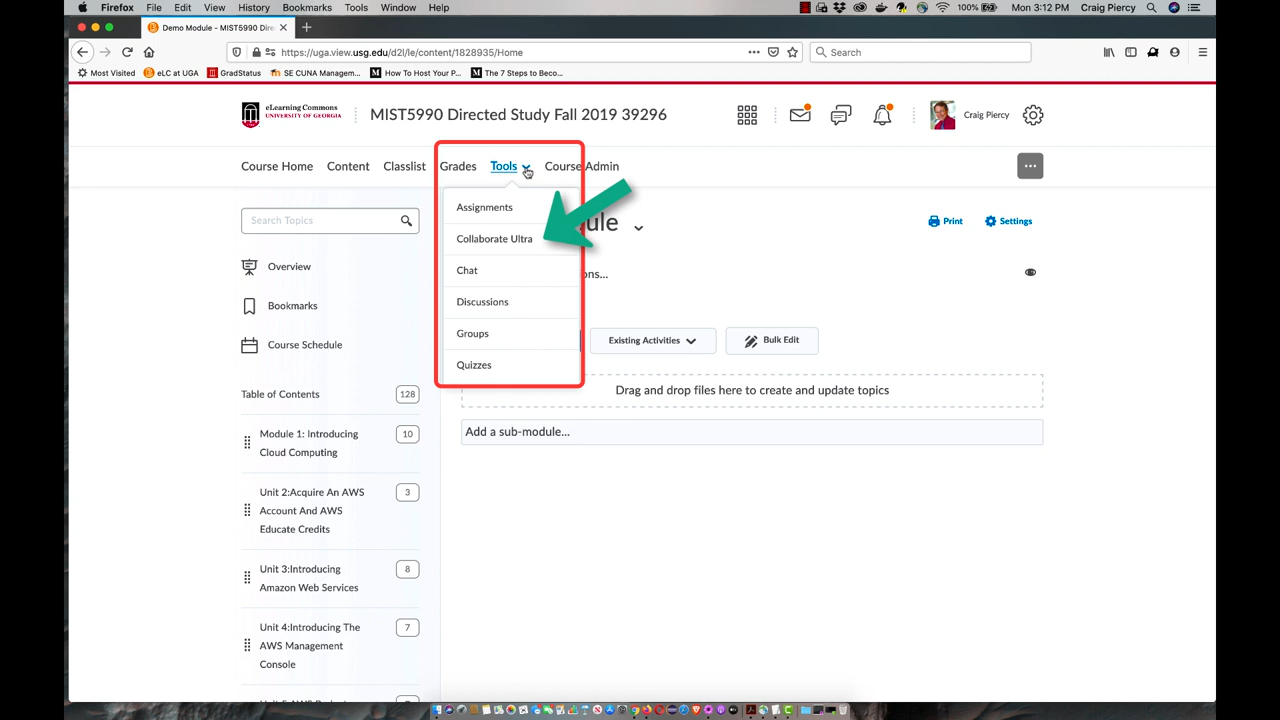 Firefox File Edit View History Bookmarks Tools Window Help 100% Mon 3:12 PM Craig Piercy
Demo Module - MIST5990 Dire
https://uga.view.usg.edu/d2l/le/content/1828935/Home Search
Most Visited eLC at UGA GradStatus SE CUNA Managem... How To Host Your P... The 7 Steps to Beco...
eLearning Commons
UNIVERSITY OF GEORGIA
MIST5990 Directed Study Fall 2019 39296
Craig Piercy
Course Home Content Classlist Grades Tools Course Admin
Search Topics
Overview
Bookmarks
Course Schedule
Table of Contents 128
Module 1: Introducing 10
Cloud Computing
Unit 2:Acquire An AWS 3
Account And AWS
Educate Credits
Unit 3:Introducing 8
Amazon Web Services
Unit 4:Introducing The 7
AWS Management
Console
Assignments
Collaborate Ultra
Chat
Discussions
Groups
Quizzes
ule
Print Settings
ons...
Existing Activities Bulk Edit
Drag and drop files here to create and update topics
Add a sub-module...